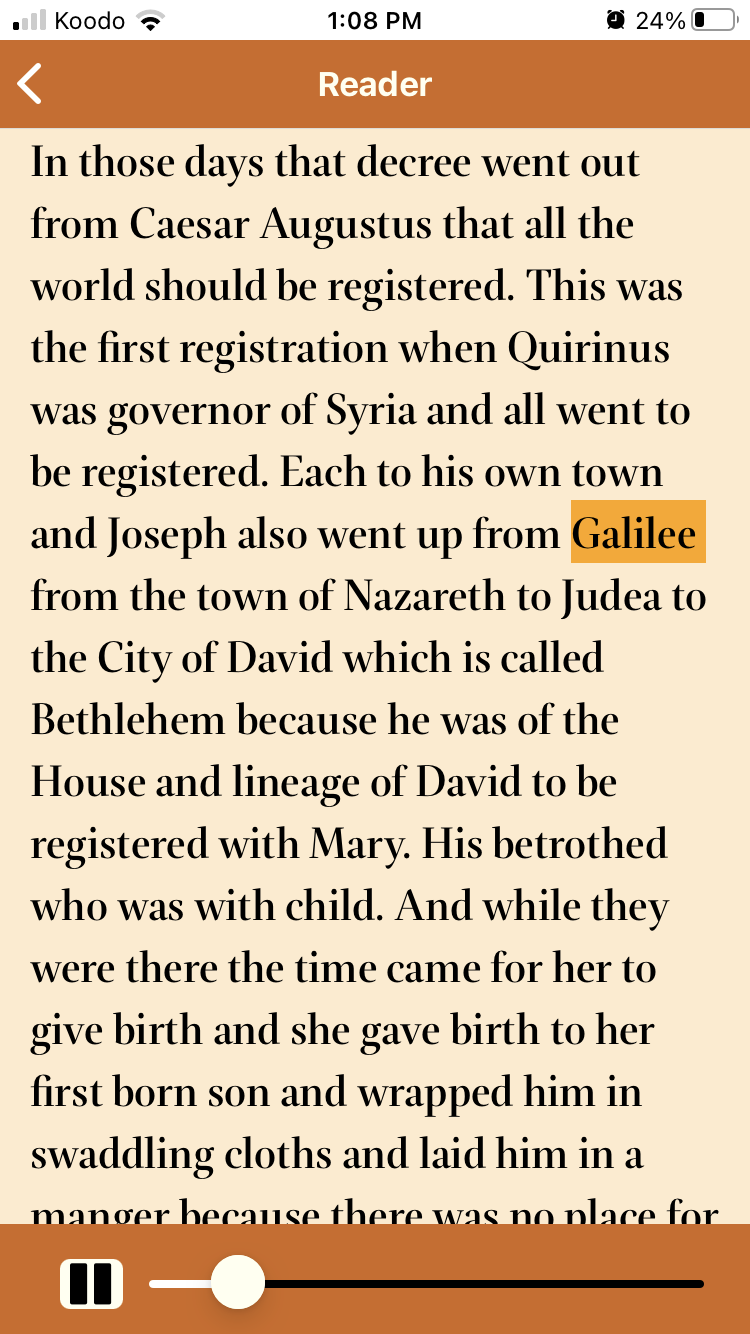 Koodo 1:08 PM 24%
Reader
In those days that decree went out
from Caesar Augustus that all the
world should be registered. This was
the first registration when Quirinus
was governor of Syria and all went to
be registered. Each to his own town
and Joseph also went up from Galilee
from the town of Nazareth to Judea to
the City of David which is called
Bethlehem because he was of the
House and lineage of David to be
registered with Mary. His betrothed
who was with child. And while they
were there the time came for her to
give birth and she gave birth to her
first born son and wrapped him in
swaddling cloths and laid him in a
manger because there was no place for